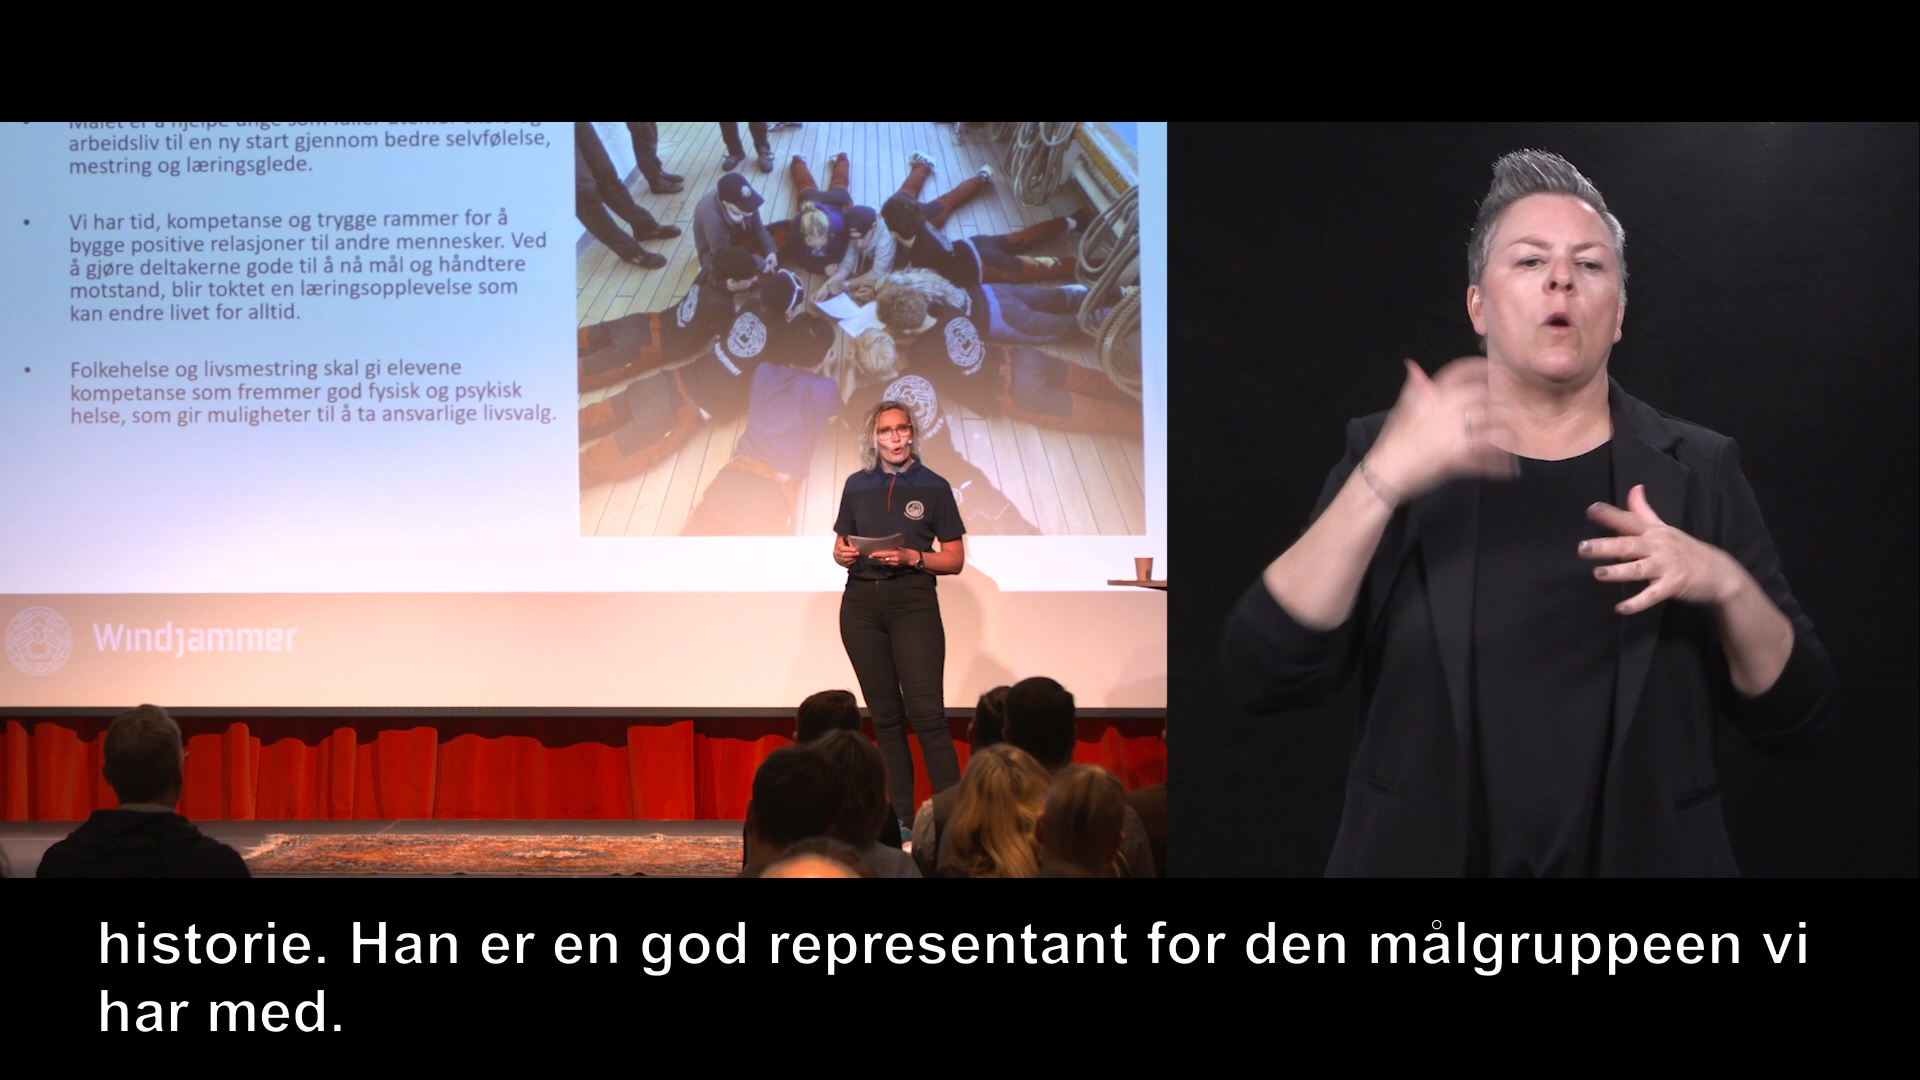 arbeidsliv til en ny start gjennom bedre selvfølelse,
mestring og læringsglede.
• Vi har tid, kompetanse og trygge rammer for å
bygge positive relasjoner til andre mennesker. Ved
å gjøre deltakerne gode til å nå mål og håndtere
motstand, blir toktet en læringsopplevelse som
kan endre livet for alltid.
• Folkehelse og livsmestring skal gi elevene
kompetanse som fremmer god fysisk og psykisk
helse, som gir muligheter til å ta ansvarlige livsvalg.
Windjammer
historie. Han er en god representant for den målgruppeen vi
har med.